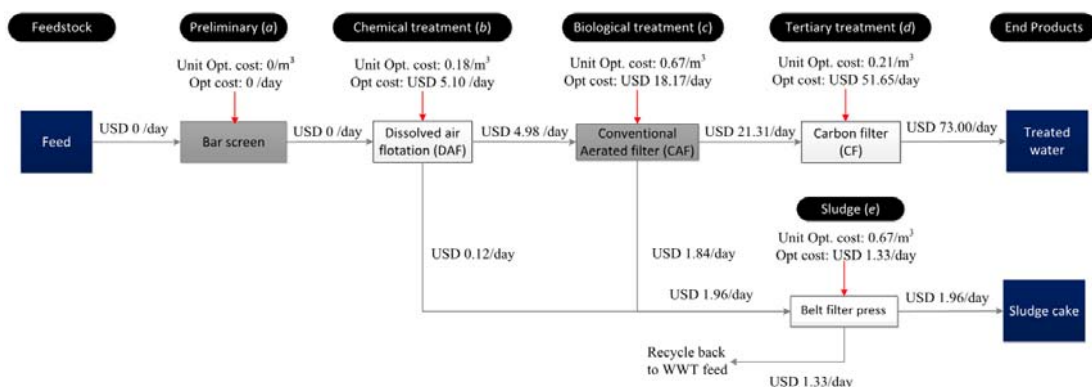 Feedstock
Preliminary (a)
Chemical treatment (b)
Biological treatment (c)
Tertiary treatment (d)
End Products
Unit Opt. cost: 0/m³
Opt cost: 0 /day
Unit Opt. cost: 0.18/m³
Opt cost: USD 5.10 /day
Unit Opt. cost: 0.67/m³
Opt cost: USD 18.17/day
Unit Opt. cost: 0.21/m³
Opt cost: USD 51.65/day
Feed
USD 0 /day
Bar screen
USD 0 /day
Dissolved air
flotation (DAF)
USD 4.98 /day
Conventional
Aerated filter (CAF)
USD 21.31/day
Carbon filter
(CF)
USD 73.00/day
Treated
water
Sludge (e)
Unit Opt. cost: 0.67/m³
Opt cost: USD 1.33/day
USD 0.12/day
USD 1.84/day
USD 1.96/day
Belt filter press
USD 1.96/day
Sludge cake
Recycle back
to WWT feed
USD 1.33/day